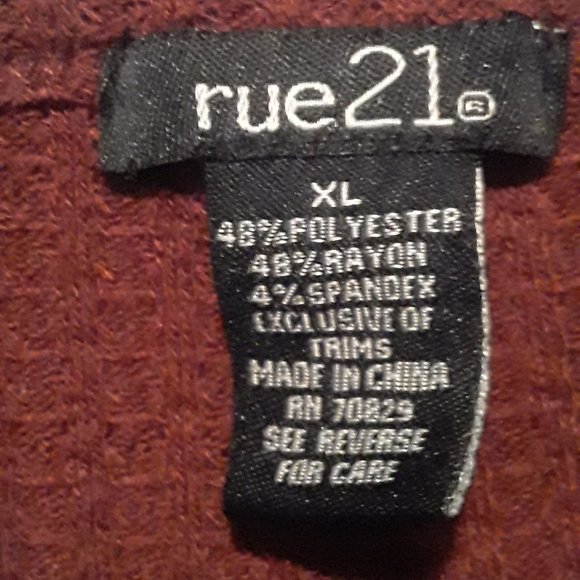 rue21®
XL
48% POLYESTER
48% RAYON
4% SPANDEX
EXCLUSIVE OF
TRIMS
MADE IN CHINA
RN 70829
SEE REVERSE
FOR CARE